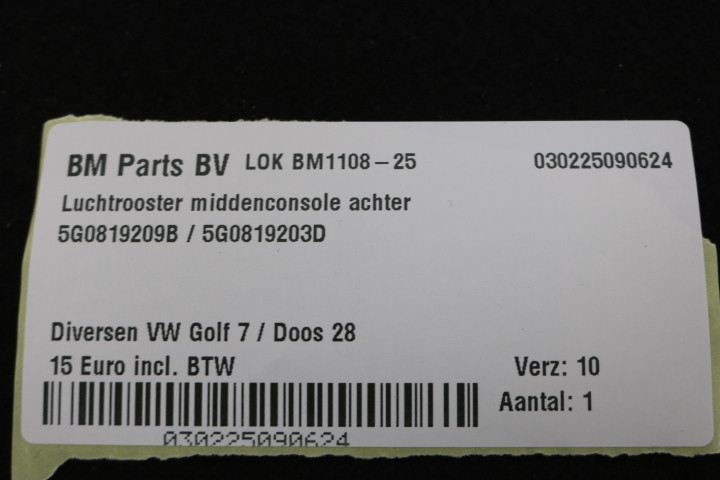 BM Parts BV LOK BM1108-25 030225090624
Luchtrooster middenconsole achter
5G0819209B / 5G0819203D
Diversen VW Golf 7 / Doos 28
15 Euro incl. BTW Verz: 10
Aantal: 1
030225090624